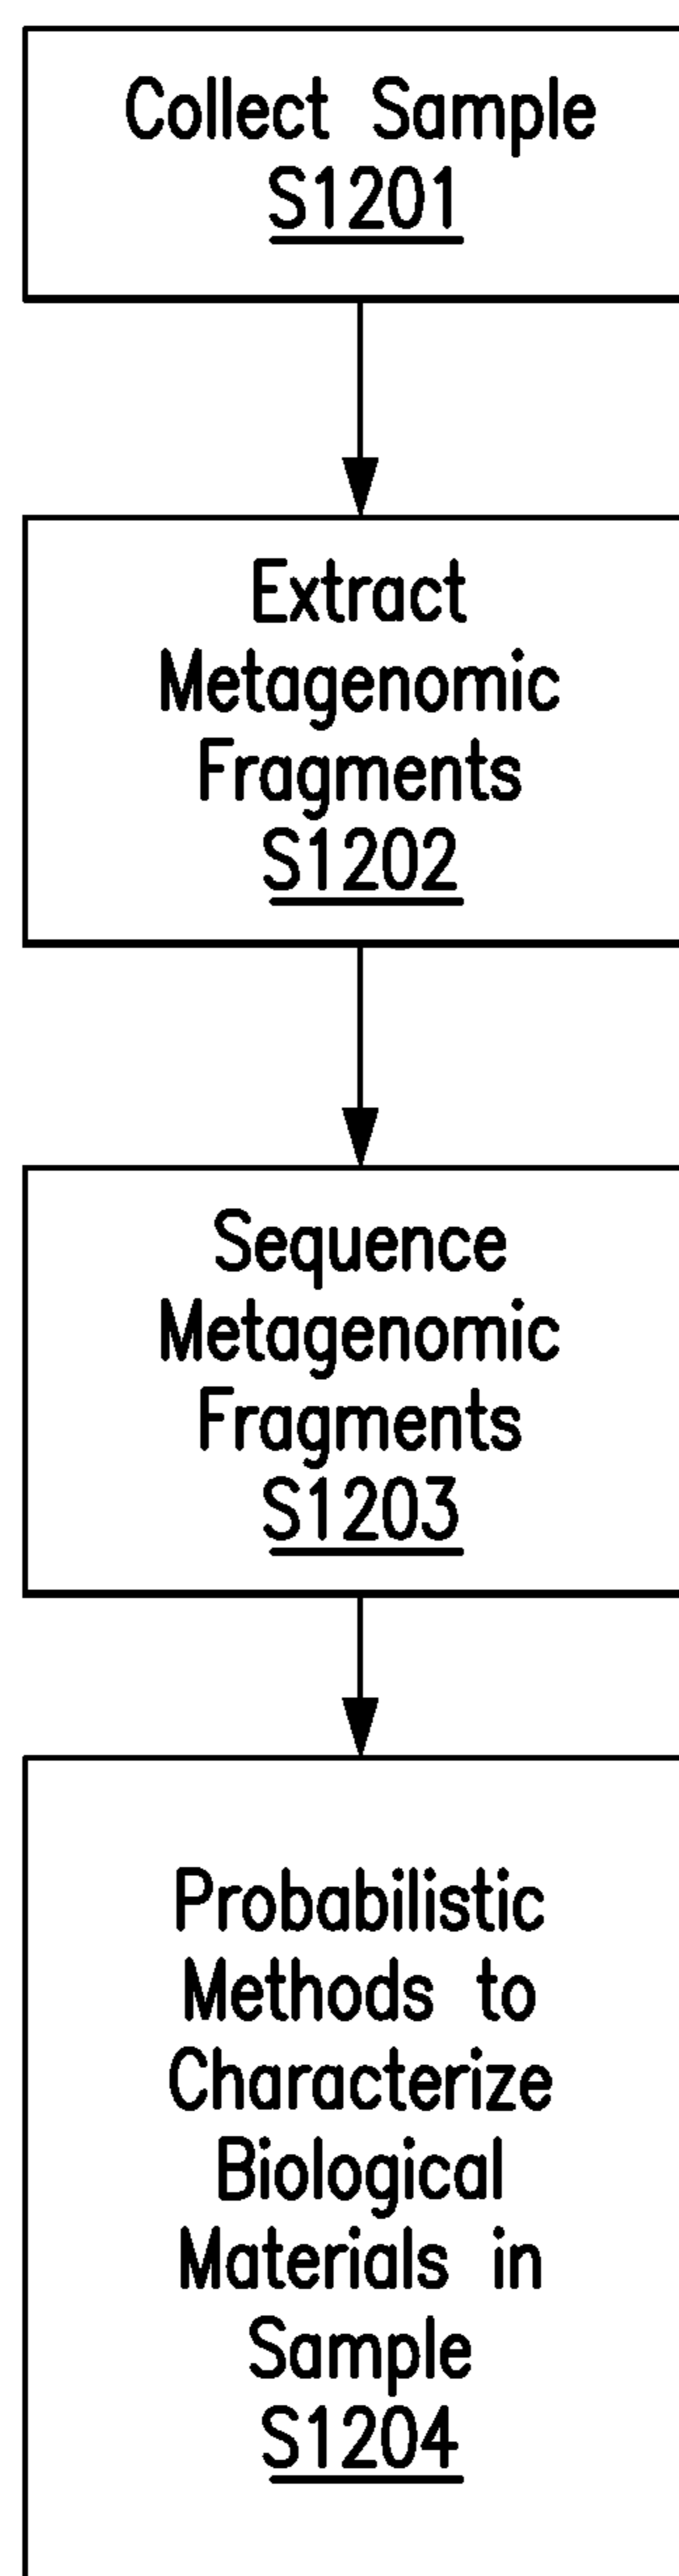 Collect Sample
S1201
Extract
Metagenomic
Fragments
S1202
Sequence
Metagenomic
Fragments
S1203
Probabilistic
Methods to
Characterize
Biological
Materials in
Sample
S1204